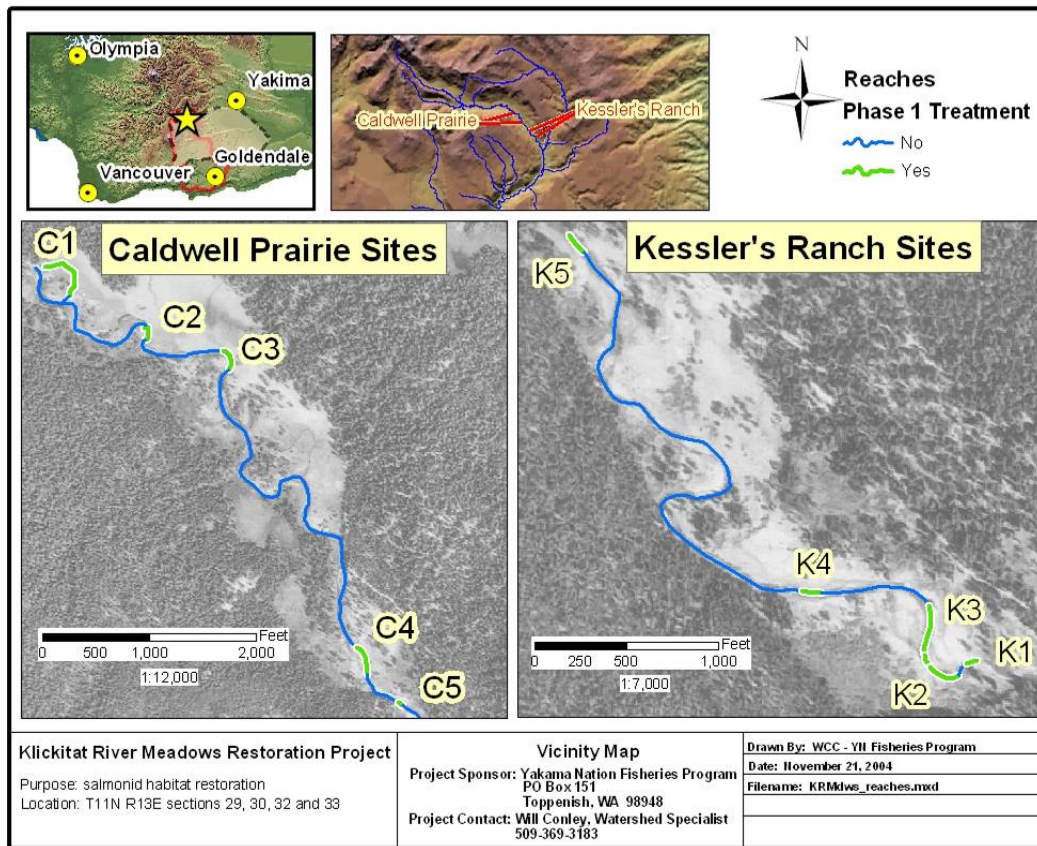 Olympia
Yakima
Goldendale
Vancouver
Caldwell Prairie
Kessler's Ranch
N
Reaches
Phase 1 Treatment
No
Yes
Caldwell Prairie Sites
C1
C2
C3
C4
C5
Feet
0 500 1,000 2,000
1:12,000
Kessler's Ranch Sites
K5
K4
K3
K1
K2
Feet
0 250 500 1,000
1:7,000
Klickitat River Meadows Restoration Project
Purpose: salmonid habitat restoration
Location: T11N R13E sections 29, 30, 32 and 33
Vicinity Map
Project Sponsor: Yakama Nation Fisheries Program
PO Box 151
Toppenish, WA 98948
Project Contact: Will Conley, Watershed Specialist
509-369-3183
Drawn By: WCC - YN Fisheries Program
Date: November 21, 2004
Filename: KRMdws_reaches.mxd